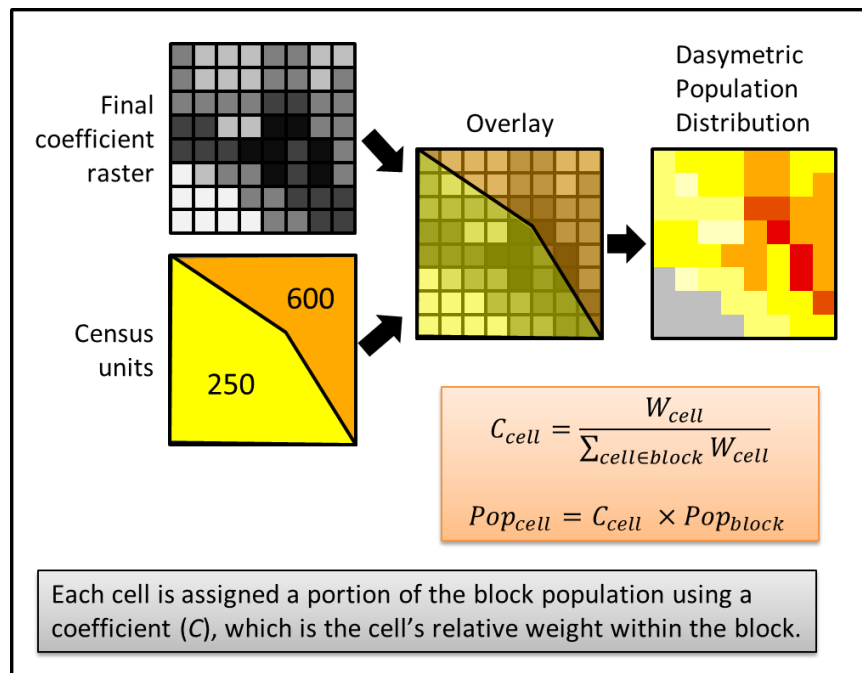 Final
coefficient
raster
Census
units
600
250
Overlay
Dasymetric
Population
Distribution
C_cell = W_cell / ∑_cell∈block W_cell
Pop_cell = C_cell × Pop_block
Each cell is assigned a portion of the block population using a
coefficient (C), which is the cell's relative weight within the block.